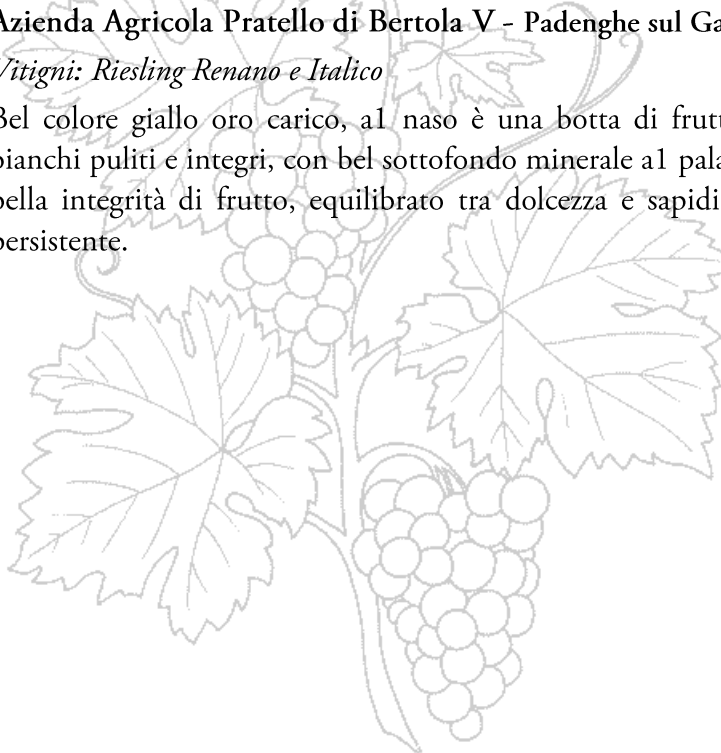 Azienda Agricola Pratello di Bertola V - Padenghe sul Ga
Vitigni: Riesling Renano e Italico
Bel colore giallo oro carico, a1 naso è una botta di frutt
bianchi puliti e integri, con bel sottofondo minerale a1 pala
bella integrità di frutto, equilibrato tra dolcezza e sapidi
persistente.